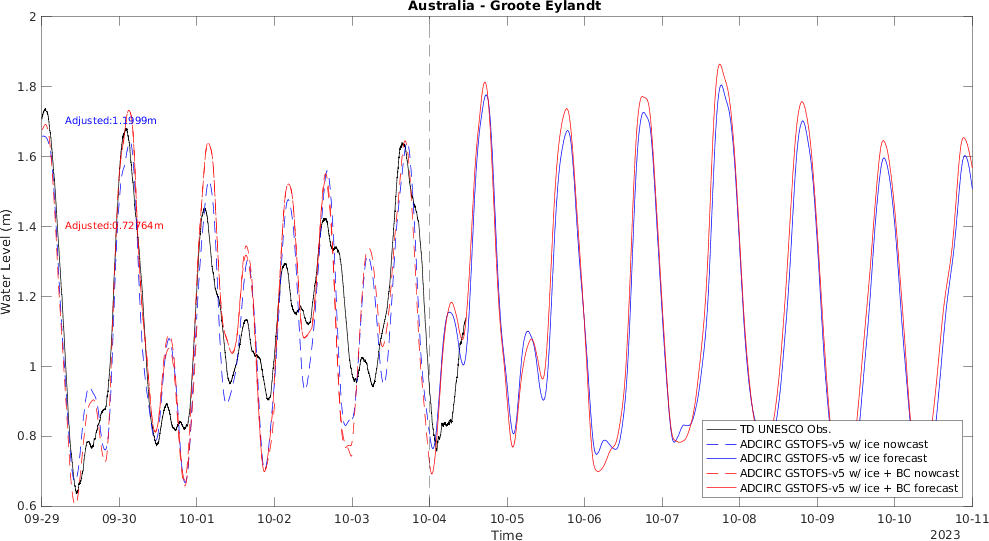 Australia - Groote Eylandt
2
1.8
1.6
1.4
1.2
1
0.8
0.6
Water Level (m)
Adjusted:1.1999m
Adjusted:0.72764m
TD UNESCO Obs.
ADCIRC GSTOFS-v5 w/ ice nowcast
ADCIRC GSTOFS-v5 w/ ice forecast
ADCIRC GSTOFS-v5 w/ ice + BC nowcast
ADCIRC GSTOFS-v5 w/ ice + BC forecast
09-29 09-30 10-01 10-02 10-03 10-04 10-05 10-06 10-07 10-08 10-09 10-10 10-11
Time
2023